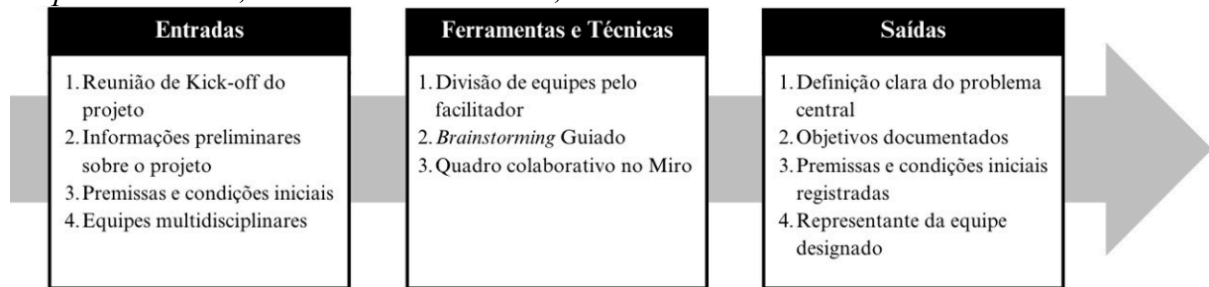 Entradas
1. Reunião de Kick-off do
projeto
2. Informações preliminares
sobre o projeto
3. Premissas e condições iniciais
4. Equipes multidisciplinares
Ferramentas e Técnicas
1. Divisão de equipes pelo
facilitador
2. Brainstorming Guiado
3. Quadro colaborativo no Miro
Saídas
1. Definição clara do problema
central
2. Objetivos documentados
3. Premissas e condições iniciais
registradas
4. Representante da equipe
designado